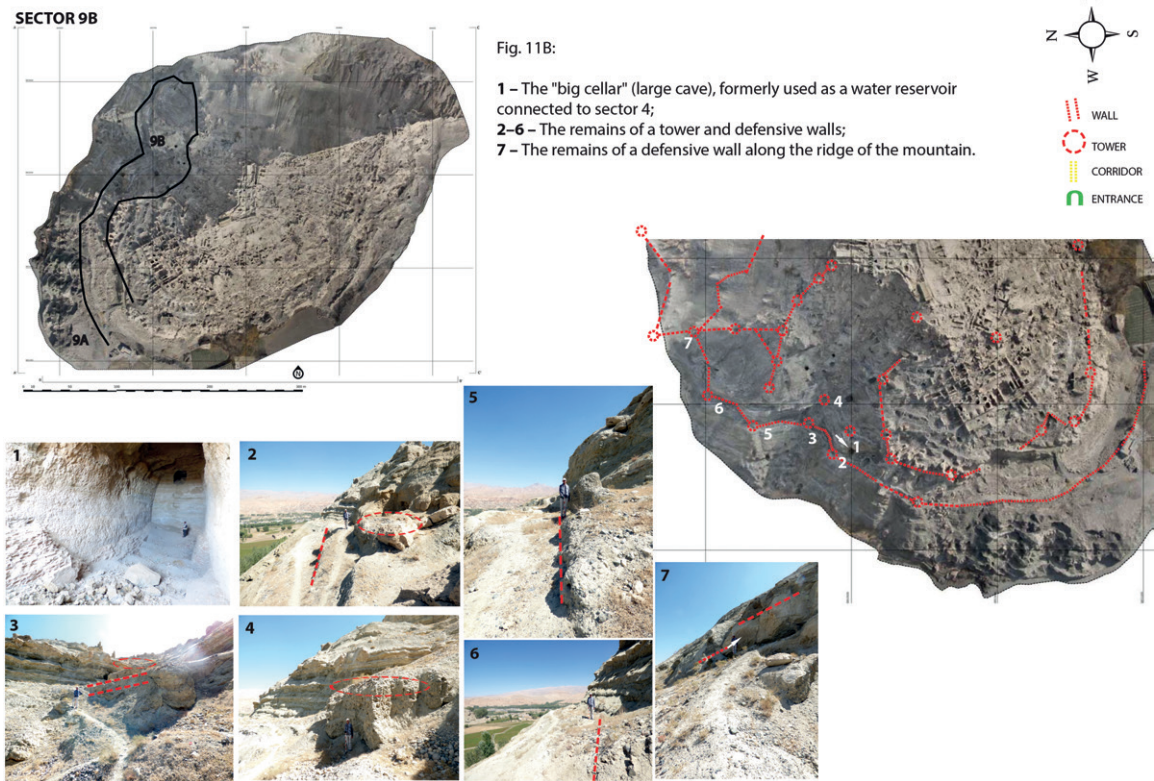 SECTOR 9B
9B
9A
N
Fig. 11B:
1 – The "big cellar" (large cave), formerly used as a water reservoir
connected to sector 4;
2–6 – The remains of a tower and defensive walls;
7 – The remains of a defensive wall along the ridge of the mountain.
N
S
W
WALL
TOWER
CORRIDOR
ENTRANCE
7
6
5
3
4
2
1
1
2
3
4
5
6
7